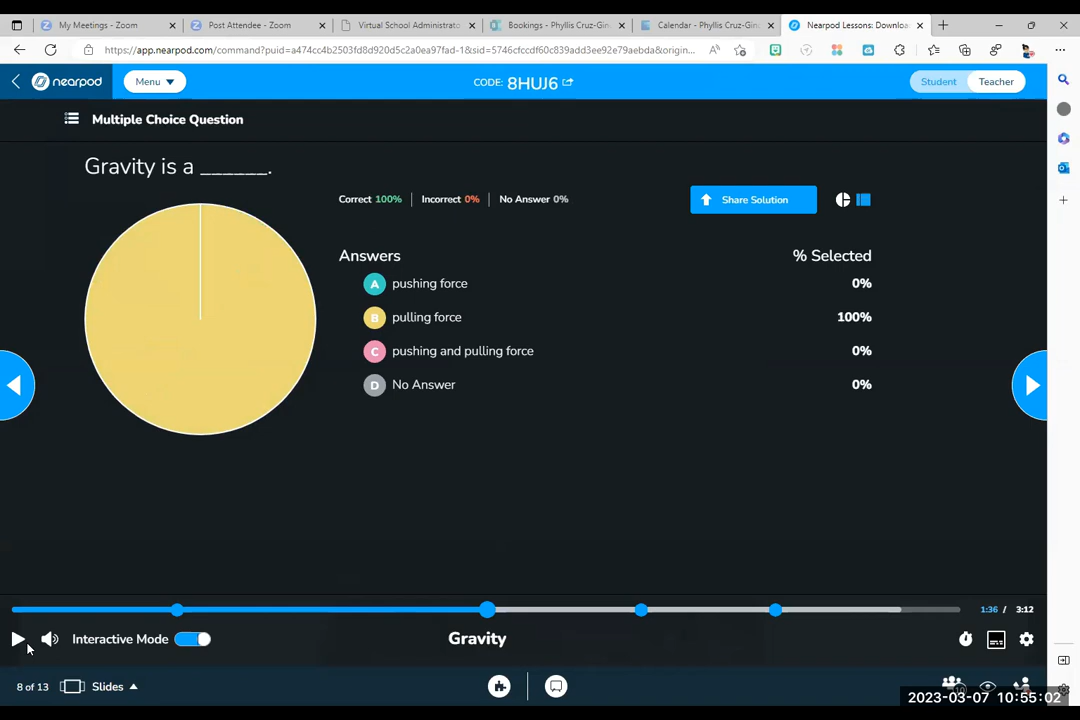 My Meetings - Zoom
Post Attendee - Zoom
Virtual School Administrato
Bookings - Phyllis Cruz-Gin
Calendar - Phyllis Cruz-Gin
Nearpod Lessons: Downloa
https://app.nearpod.com/command?puid=a474cc4b2503fd8d920d5c2a0ea97fad-1&sid=5746cfccdf60c839add3ee92e79aebda&origin...
nearpod
Menu
CODE: 8HUJ6
Student
Teacher
Multiple Choice Question
Gravity is a ______.
Correct 100%
Incorrect 0%
No Answer 0%
Share Solution
Answers
% Selected
A pushing force 0%
B pulling force 100%
C pushing and pulling force 0%
D No Answer 0%
1:36 / 3:12
Interactive Mode
Gravity
8 of 13
Slides
2023-03-07 10:55:02